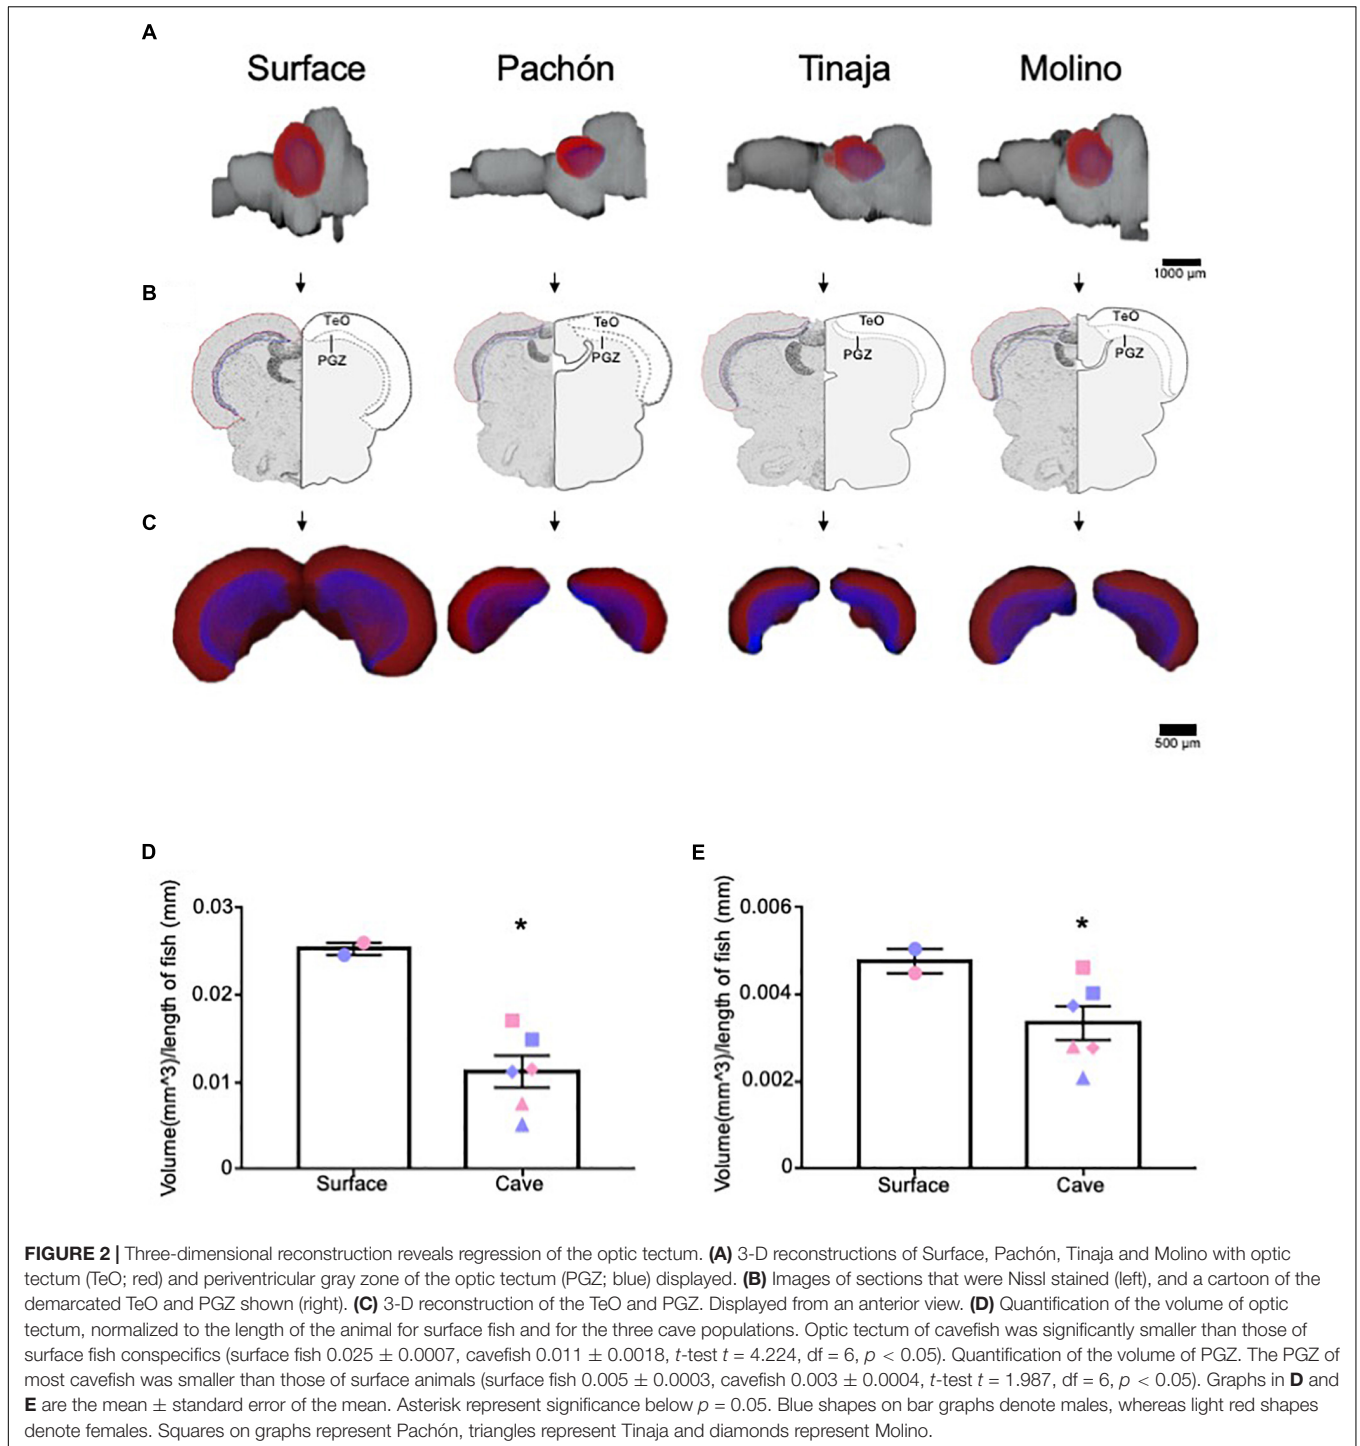 A
Surface
Pachón
Tinaja
Molino
1000 µm
B
TeO
PGZ
TeO
PGZ
TeO
PGZ
TeO
PGZ
C
500 µm
D
Volume(mm^3)/length of fish (mm)
0.03
0.02
0.01
0
*
Surface
Cave
E
Volume(mm^3)/length of fish (mm)
0.006
0.004
0.002
0
*
Surface
Cave
FIGURE 2 | Three-dimensional reconstruction reveals regression of the optic tectum. (A) 3-D reconstructions of Surface, Pachón, Tinaja and Molino with optic
tectum (TeO; red) and periventricular gray zone of the optic tectum (PGZ; blue) displayed. (B) Images of sections that were Nissl stained (left), and a cartoon of the
demarcated TeO and PGZ shown (right). (C) 3-D reconstruction of the TeO and PGZ. Displayed from an anterior view. (D) Quantification of the volume of optic
tectum, normalized to the length of the animal for surface fish and for the three cave populations. Optic tectum of cavefish was significantly smaller than those of
surface fish conspecifics (surface fish 0.025 ± 0.0007, cavefish 0.011 ± 0.0018, t-test t = 4.224, df = 6, p < 0.05). Quantification of the volume of PGZ. The PGZ of
most cavefish was smaller than those of surface animals (surface fish 0.005 ± 0.0003, cavefish 0.003 ± 0.0004, t-test t = 1.987, df = 6, p < 0.05). Graphs in D and
E are the mean ± standard error of the mean. Asterisk represent significance below p = 0.05. Blue shapes on bar graphs denote males, whereas light red shapes
denote females. Squares on graphs represent Pachón, triangles represent Tinaja and diamonds represent Molino.